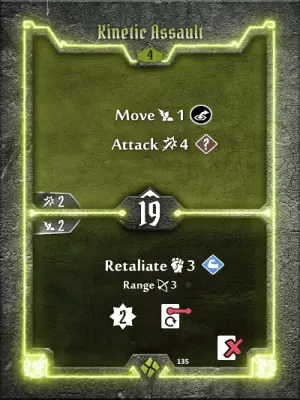 Kinetic Assault
4
Move 1
Attack 4 ?
2
2
19
Retaliate 3
Range 3
2
135